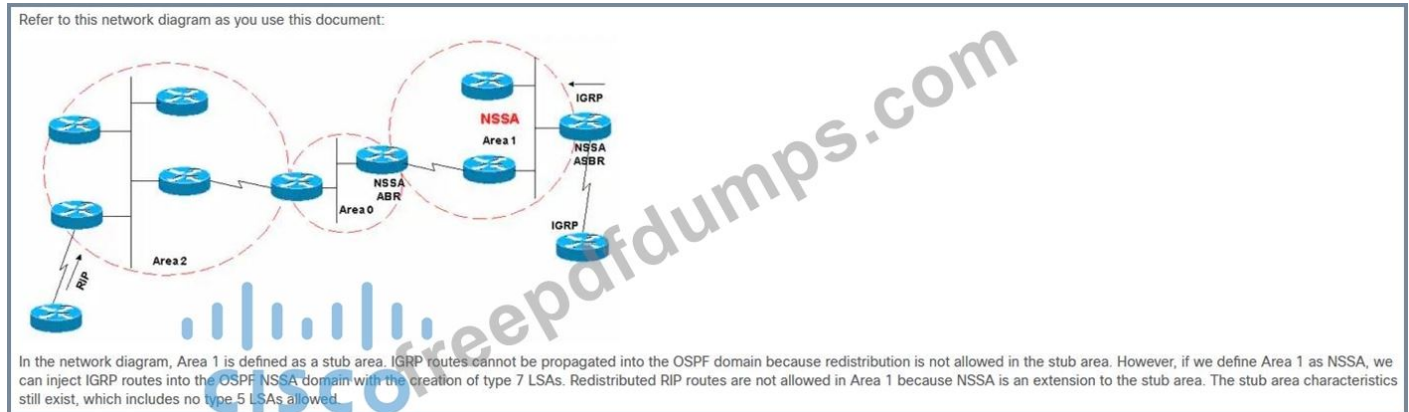 Refer to this network diagram as you use this document:
IGRP
NSSA
Area 1
NSSA
ASBR
NSSA
ABR
Area 0
IGRP
Area 2
RIP
In the network diagram, Area 1 is defined as a stub area. IGRP routes cannot be propagated into the OSPF domain because redistribution is not allowed in the stub area. However, if we define Area 1 as NSSA, we
can inject IGRP routes into the OSPF NSSA domain with the creation of type 7 LSAs. Redistributed RIP routes are not allowed in Area 1 because NSSA is an extension to the stub area. The stub area characteristics
still exist, which includes no type 5 LSAs allowed.
cisco
freepdfdumps.com